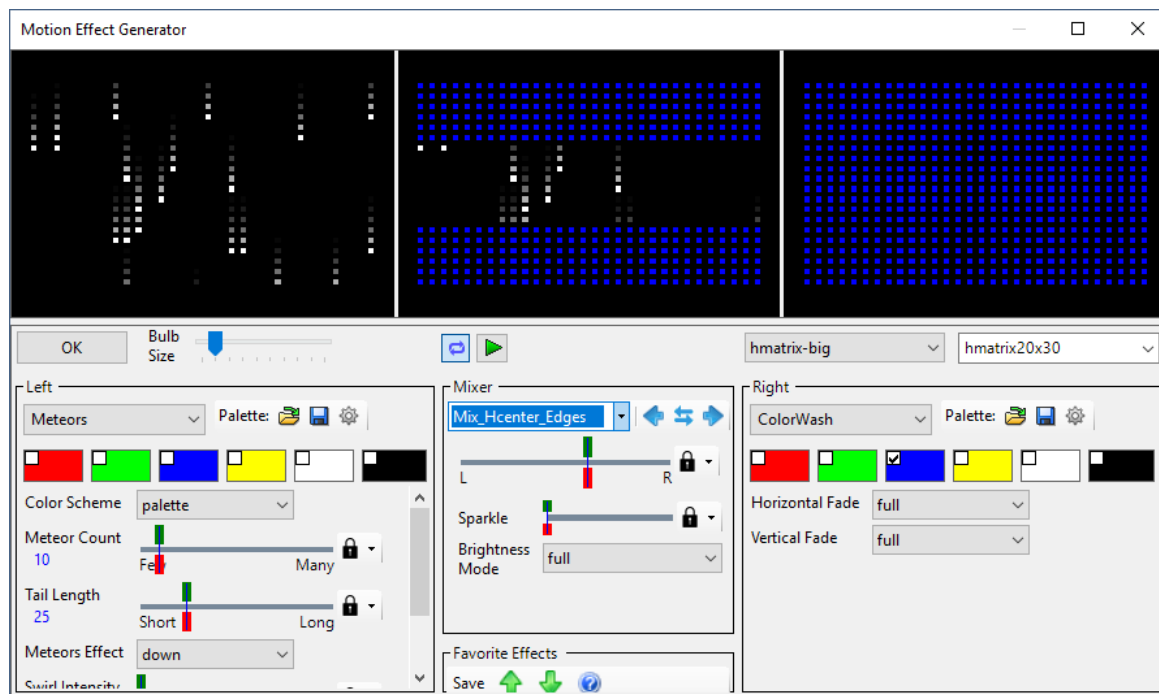 Motion Effect Generator
OK
Bulb
Size
hmatrix-big
hmatrix20x30
Left
Meteors
Palette:
Color Scheme
palette
Meteor Count
10
Few
Many
Tail Length
25
Short
Long
Meteors Effect
down
Swirl Intensity
Mixer
Mix_Hcenter_Edges
L
R
Sparkle
Brightness
Mode
full
Favorite Effects
Save
Right
ColorWash
Palette:
Horizontal Fade
full
Vertical Fade
full